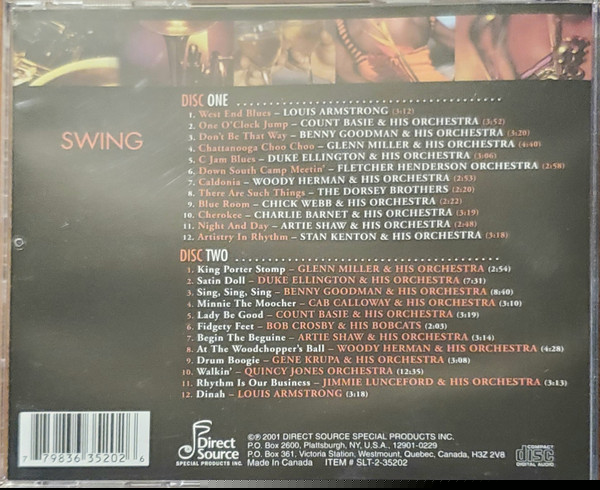 SWING
DISC ONE
1. West End Blues – LOUIS ARMSTRONG (3:12)
2. One O'Clock Jump – COUNT BASIE & HIS ORCHESTRA (3:52)
3. Don't Be That Way – BENNY GOODMAN & HIS ORCHESTRA (3:20)
4. Chattanooga Choo Choo – GLENN MILLER & HIS ORCHESTRA (4:40)
5. C Jam Blues – DUKE ELLINGTON & HIS ORCHESTRA (3:06)
6. Down South Camp Meetin' – FLETCHER HENDERSON ORCHESTRA (2:58)
7. Caldonia – WOODY HERMAN & HIS ORCHESTRA (2:53)
8. There Are Such Things – THE DORSEY BROTHERS (2:20)
9. Blue Room – CHICK WEBB & HIS ORCHESTRA (2:22)
10. Cherokee – CHARLIE BARNET & HIS ORCHESTRA (3:19)
11. Night And Day – ARTIE SHAW & HIS ORCHESTRA (2:48)
12. Artistry In Rhythm – STAN KENTON & HIS ORCHESTRA (3:18)
DISC TWO
1. King Porter Stomp – GLENN MILLER & HIS ORCHESTRA (2:54)
2. Satin Doll – DUKE ELLINGTON & HIS ORCHESTRA (7:31)
3. Sing, Sing, Sing – BENNY GOODMAN & HIS ORCHESTRA (8:40)
4. Minnie The Moocher – CAB CALLOWAY & HIS ORCHESTRA (3:10)
5. Lady Be Good – COUNT BASIE & HIS ORCHESTRA (3:19)
6. Fidgety Feet – BOB CROSBY & HIS BOBCATS (2:03)
7. Begin The Beguine – ARTIE SHAW & HIS ORCHESTRA (3:14)
8. At The Woodchopper's Ball – WOODY HERMAN & HIS ORCHESTRA (4:28)
9. Drum Boogie – GENE KRUPA & HIS ORCHESTRA (3:08)
10. Walkin' – QUINCY JONES ORCHESTRA (12:35)
11. Rhythm Is Our Business – JIMMIE LUNCEFORD & HIS ORCHESTRA (3:13)
12. Dinah – LOUIS ARMSTRONG (3:18)
7 79836 35202 6
Direct
Source
SPECIAL PRODUCTS INC.
©℗ 2001 DIRECT SOURCE SPECIAL PRODUCTS INC.
P.O. Box 2600, Plattsburgh, N.Y., U.S.A., 12901-0229
P.O. Box 361, Victoria Station, Westmount, Quebec, Canada, H3Z 2V8
Made In Canada ITEM # SLT-2-35202
COMPACT
disc
DIGITAL AUDIO